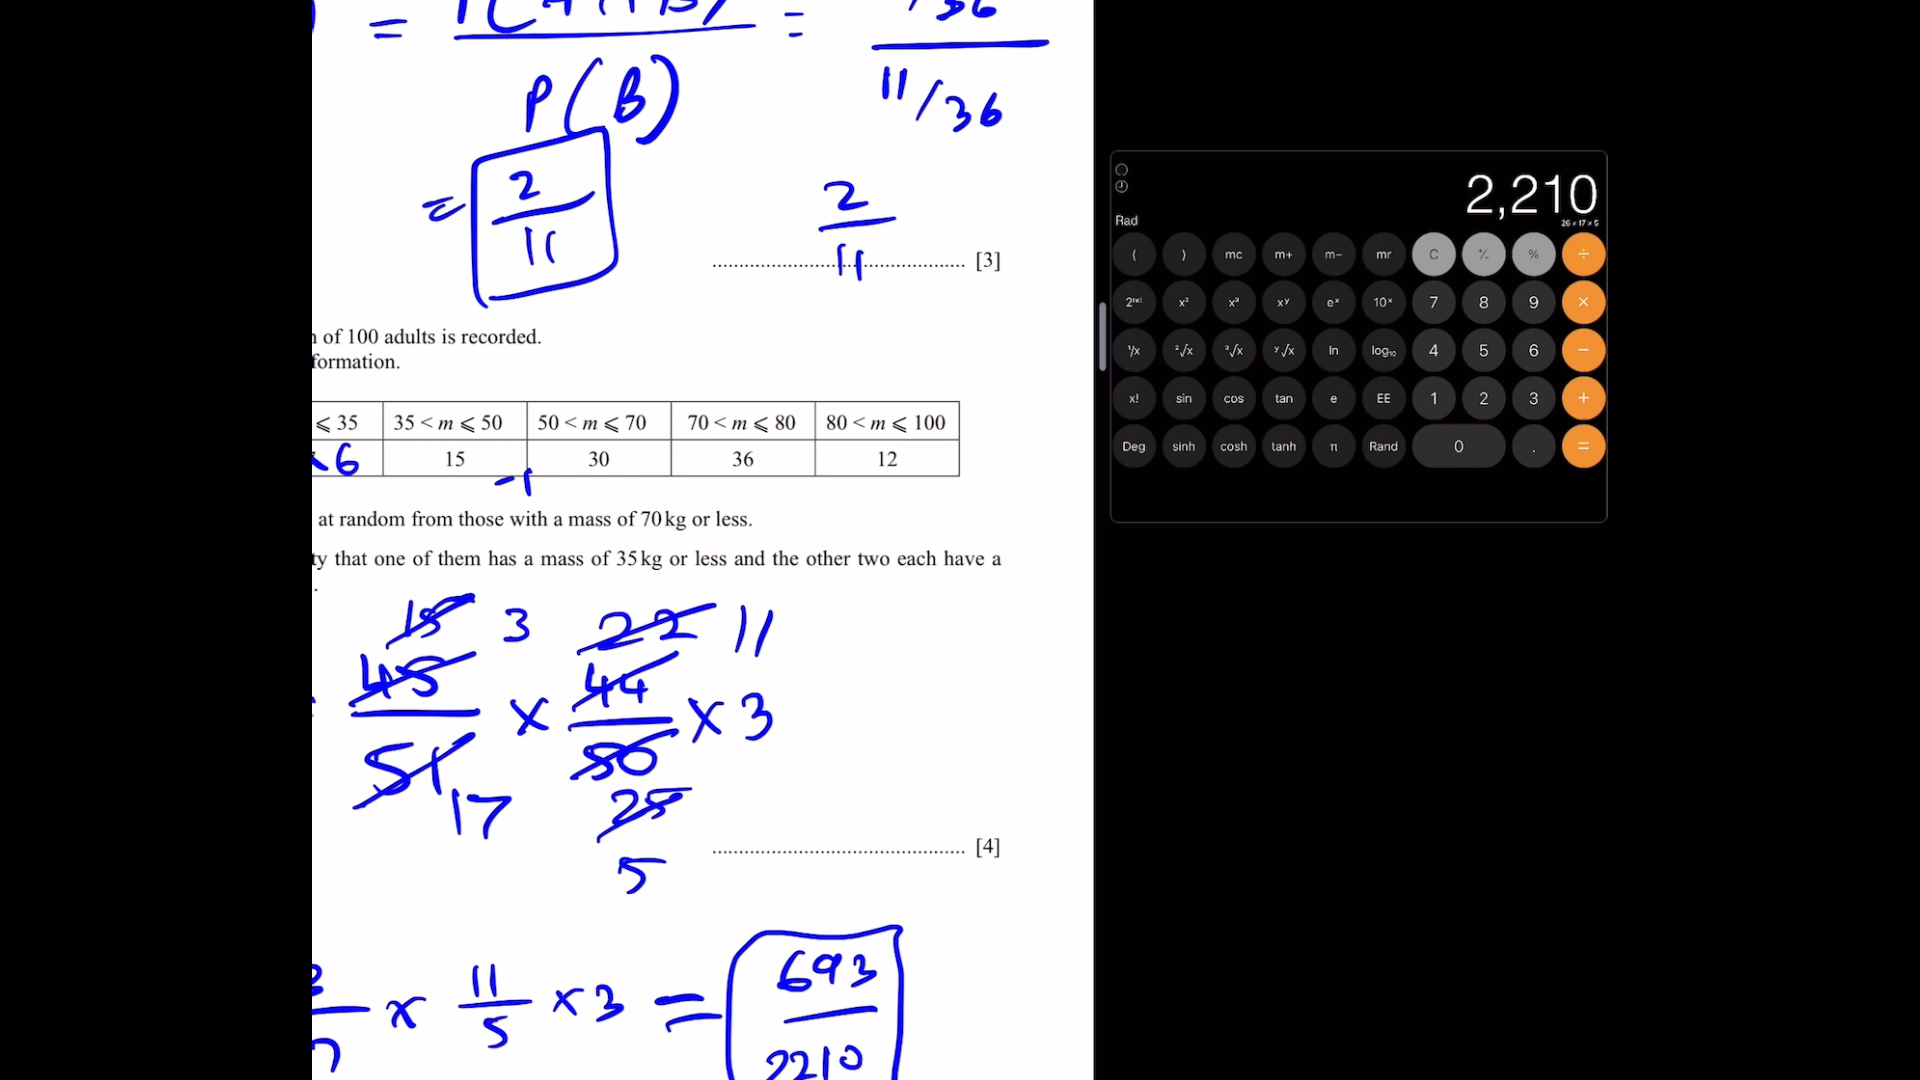 =
=
36
P(B)
11/36
= 2/11
2/11
[3]
of 100 adults is recorded.
formation.
⩽ 35 35 < m ⩽ 50 50 < m ⩽ 70 70 < m ⩽ 80 80 < m ⩽ 100
6 15 30 36 12
-1
at random from those with a mass of 70 kg or less.
ty that one of them has a mass of 35 kg or less and the other two each have a
15 3 22 11
45/51 × 44/50 × 3
17 25
5
[4]
× 11/5 × 3 = 693/2210
2,210
26×17×5
Rad
( ) mc m+ m− mr C ⁺∕₋ % ÷
2ⁿᵈ x² x³ xʸ eˣ 10ˣ 7 8 9 ×
¹/x ²√x ³√x ʸ√x ln log₁₀ 4 5 6 −
x! sin cos tan e EE 1 2 3 +
Deg sinh cosh tanh π Rand 0 . =